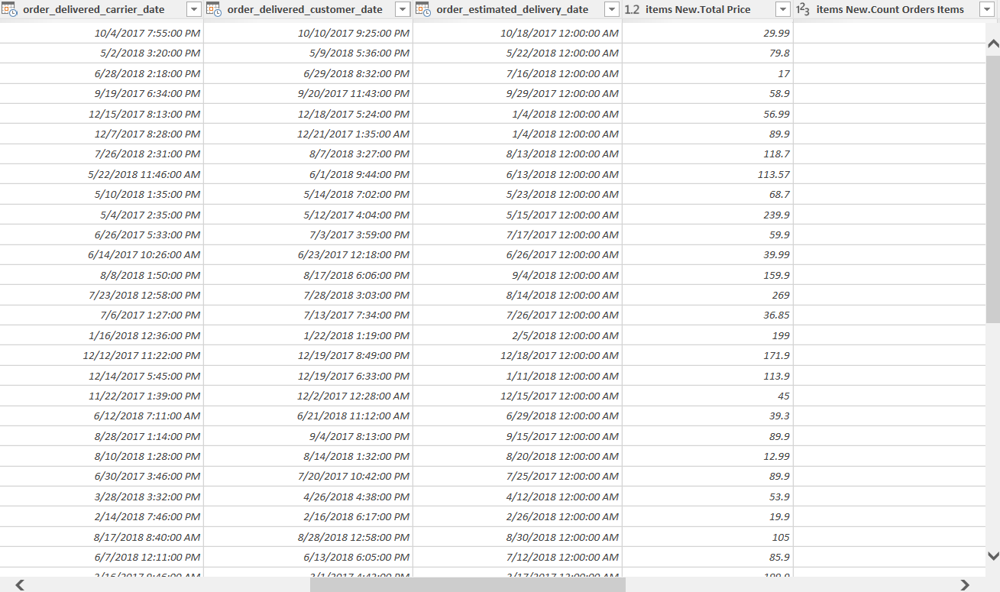 order_delivered_carrier_date order_delivered_customer_date order_estimated_delivery_date 1.2 items New.Total Price 123 items New.Count Orders Items
10/4/2017 7:55:00 PM 10/10/2017 9:25:00 PM 10/18/2017 12:00:00 AM 29.99
5/2/2018 3:20:00 PM 5/9/2018 5:36:00 PM 5/22/2018 12:00:00 AM 79.8
6/28/2018 2:18:00 PM 6/29/2018 8:32:00 PM 7/16/2018 12:00:00 AM 17
9/19/2017 6:34:00 PM 9/20/2017 11:43:00 PM 9/29/2017 12:00:00 AM 58.9
12/15/2017 8:13:00 PM 12/18/2017 5:24:00 PM 1/4/2018 12:00:00 AM 56.99
12/7/2017 8:28:00 PM 12/21/2017 1:35:00 AM 1/4/2018 12:00:00 AM 89.9
7/26/2018 2:31:00 PM 8/7/2018 3:27:00 PM 8/13/2018 12:00:00 AM 118.7
5/22/2018 11:46:00 AM 6/1/2018 9:44:00 PM 6/13/2018 12:00:00 AM 113.57
5/10/2018 1:35:00 PM 5/14/2018 7:02:00 PM 5/23/2018 12:00:00 AM 68.7
5/4/2017 2:35:00 PM 5/12/2017 4:04:00 PM 5/15/2017 12:00:00 AM 239.9
6/26/2017 5:33:00 PM 7/3/2017 3:59:00 PM 7/17/2017 12:00:00 AM 59.9
6/14/2017 10:26:00 AM 6/23/2017 12:18:00 PM 6/26/2017 12:00:00 AM 39.99
8/8/2018 1:50:00 PM 8/17/2018 6:06:00 PM 9/4/2018 12:00:00 AM 159.9
7/23/2018 12:58:00 PM 7/28/2018 3:03:00 PM 8/14/2018 12:00:00 AM 269
7/6/2017 1:27:00 PM 7/13/2017 7:34:00 PM 7/26/2017 12:00:00 AM 36.85
1/16/2018 12:36:00 PM 1/22/2018 1:19:00 PM 2/5/2018 12:00:00 AM 199
12/12/2017 11:22:00 PM 12/19/2017 8:49:00 PM 12/18/2017 12:00:00 AM 171.9
12/14/2017 5:45:00 PM 12/19/2017 6:33:00 PM 1/11/2018 12:00:00 AM 113.9
11/22/2017 1:39:00 PM 12/2/2017 12:28:00 AM 12/15/2017 12:00:00 AM 45
6/12/2018 7:11:00 AM 6/21/2018 11:12:00 AM 6/29/2018 12:00:00 AM 39.3
8/28/2017 1:14:00 PM 9/4/2017 8:13:00 PM 9/15/2017 12:00:00 AM 89.9
8/10/2018 1:28:00 PM 8/14/2018 1:32:00 PM 8/20/2018 12:00:00 AM 12.99
6/30/2017 3:46:00 PM 7/20/2017 10:42:00 PM 7/25/2017 12:00:00 AM 89.9
3/28/2018 3:32:00 PM 4/26/2018 4:38:00 PM 4/12/2018 12:00:00 AM 53.9
2/14/2018 7:46:00 PM 2/16/2018 6:17:00 PM 2/26/2018 12:00:00 AM 19.9
8/17/2018 8:40:00 AM 8/28/2018 12:58:00 PM 8/30/2018 12:00:00 AM 105
6/7/2018 12:11:00 PM 6/13/2018 6:05:00 PM 7/12/2018 12:00:00 AM 85.9